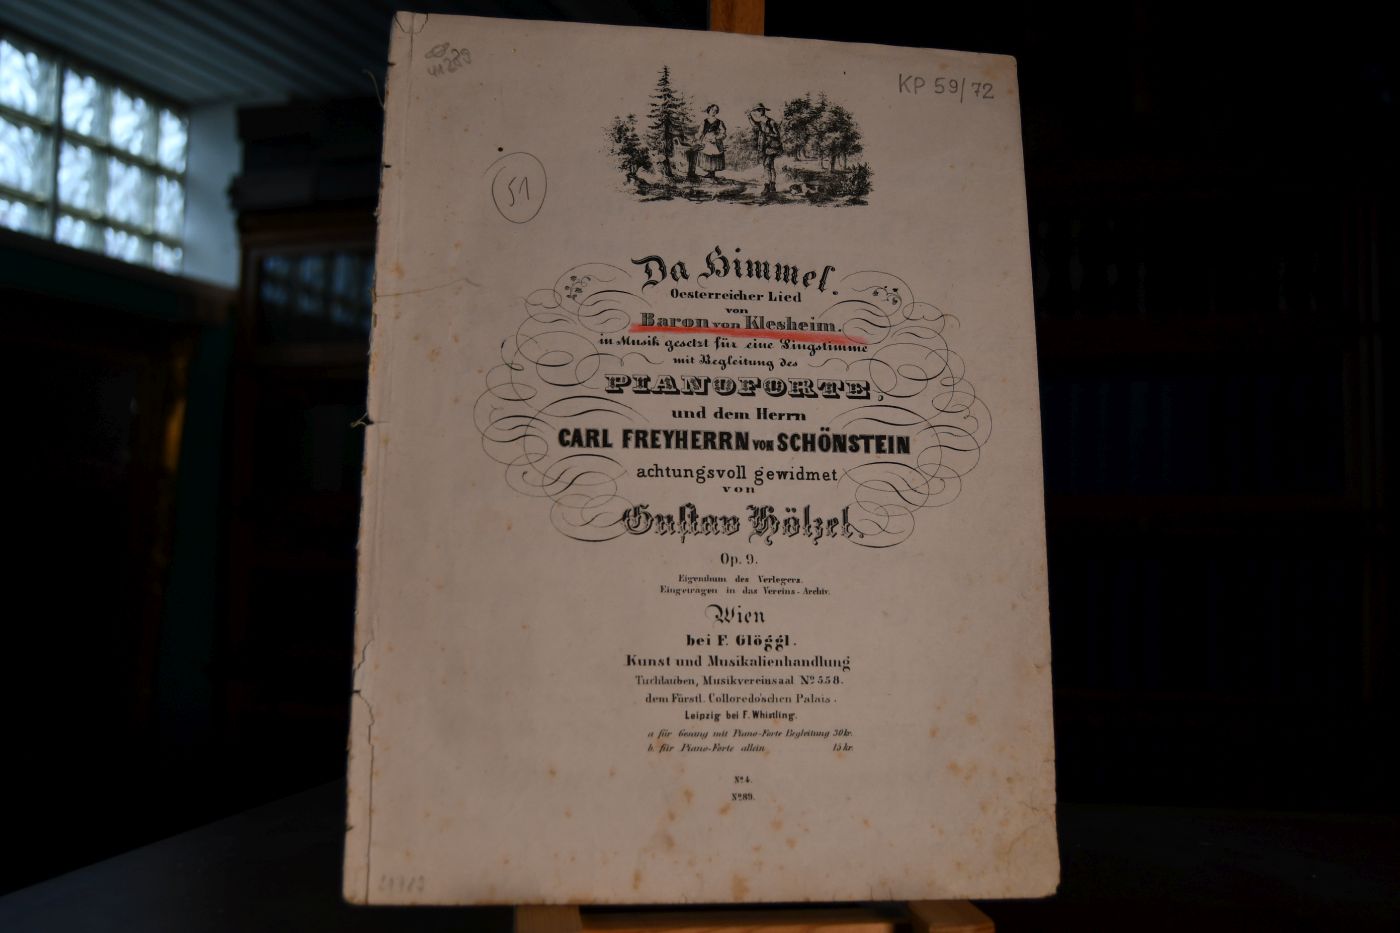 41289
KP 59/72
51
Da Himmel.
Oesterreicher Lied
von
Baron von Klesheim.
in Musik gesetzt für eine Singstimme
mit Begleitung des
PIANOFORTE,
und dem Herrn
CARL FREYHERRN VON SCHÖNSTEIN
achtungsvoll gewidmet
von
Gustav Hölzel.
Op. 9.
Eigenthum des Verlegers.
Eingetragen in das Vereins-Archiv.
Wien
bei F. Glöggl.
Kunst und Musikalienhandlung
Tuchlauben, Musikvereinsaal Nº 558.
dem Fürstl. Colloredo'schen Palais.
Leipzig bei F. Whistling.
a für Gesang mit Piano-Forte Begleitung 30 kr.
b. für Piano-Forte allein 15 kr.
Nº 4.
Nº 89.